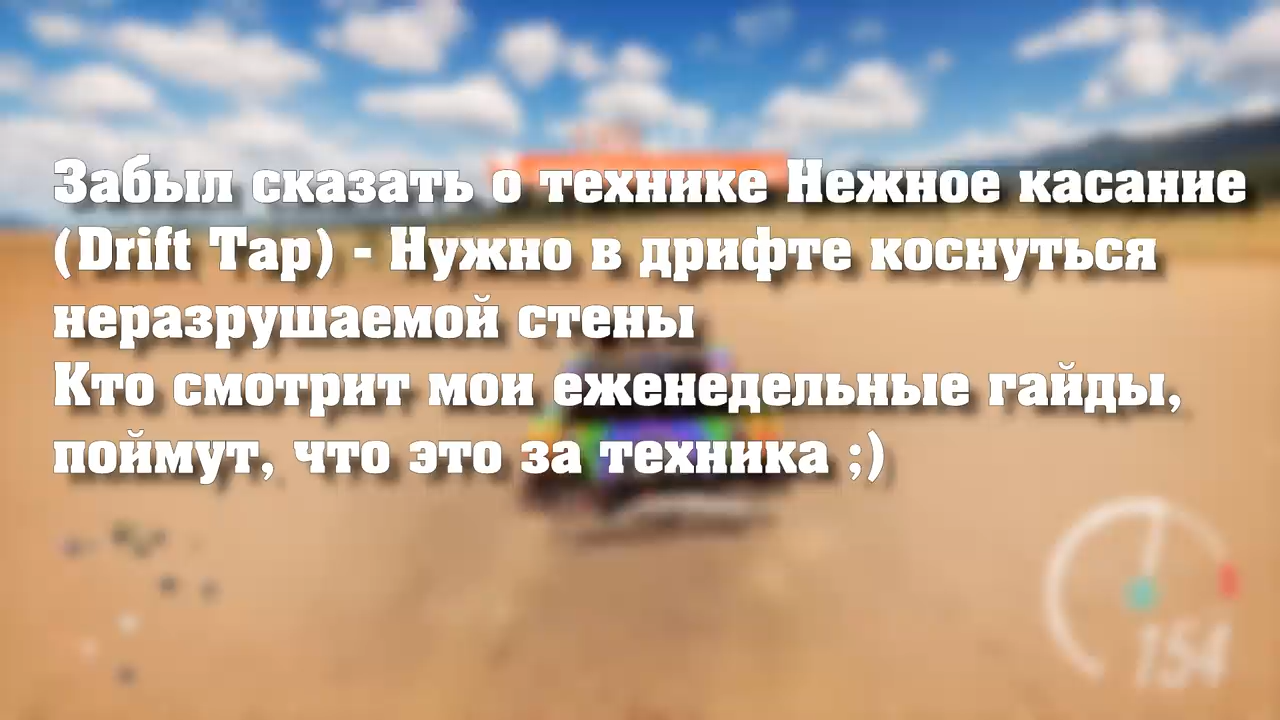 Забыл сказать о технике Нежное касание
(Drift Tap) - Нужно в дрифте коснуться
неразрушаемой стены
Кто смотрит мои еженедельные гайды,
поймут, что это за техника ;)
154